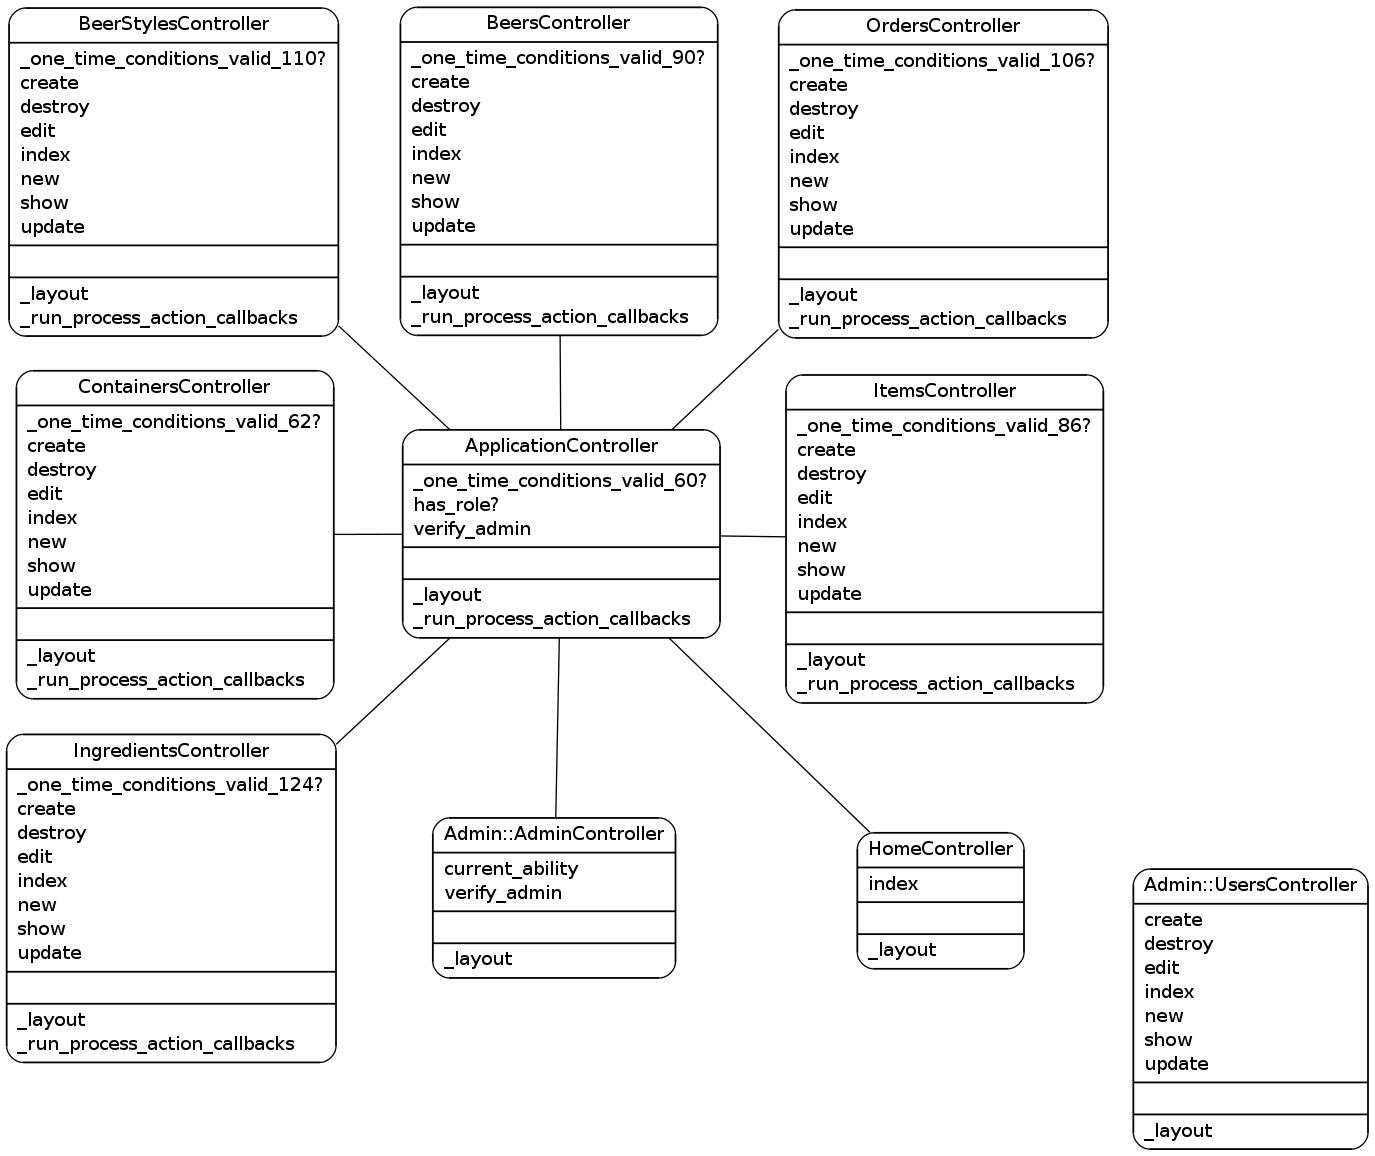 BeerStylesController
_one_time_conditions_valid_110?
create
destroy
edit
index
new
show
update
_layout
_run_process_action_callbacks
BeersController
_one_time_conditions_valid_90?
create
destroy
edit
index
new
show
update
_layout
_run_process_action_callbacks
OrdersController
_one_time_conditions_valid_106?
create
destroy
edit
index
new
show
update
_layout
_run_process_action_callbacks
ContainersController
_one_time_conditions_valid_62?
create
destroy
edit
index
new
show
update
_layout
_run_process_action_callbacks
ApplicationController
_one_time_conditions_valid_60?
has_role?
verify_admin
_layout
_run_process_action_callbacks
ItemsController
_one_time_conditions_valid_86?
create
destroy
edit
index
new
show
update
_layout
_run_process_action_callbacks
IngredientsController
_one_time_conditions_valid_124?
create
destroy
edit
index
new
show
update
_layout
_run_process_action_callbacks
Admin::AdminController
current_ability
verify_admin
_layout
HomeController
index
_layout
Admin::UsersController
create
destroy
edit
index
new
show
update
_layout